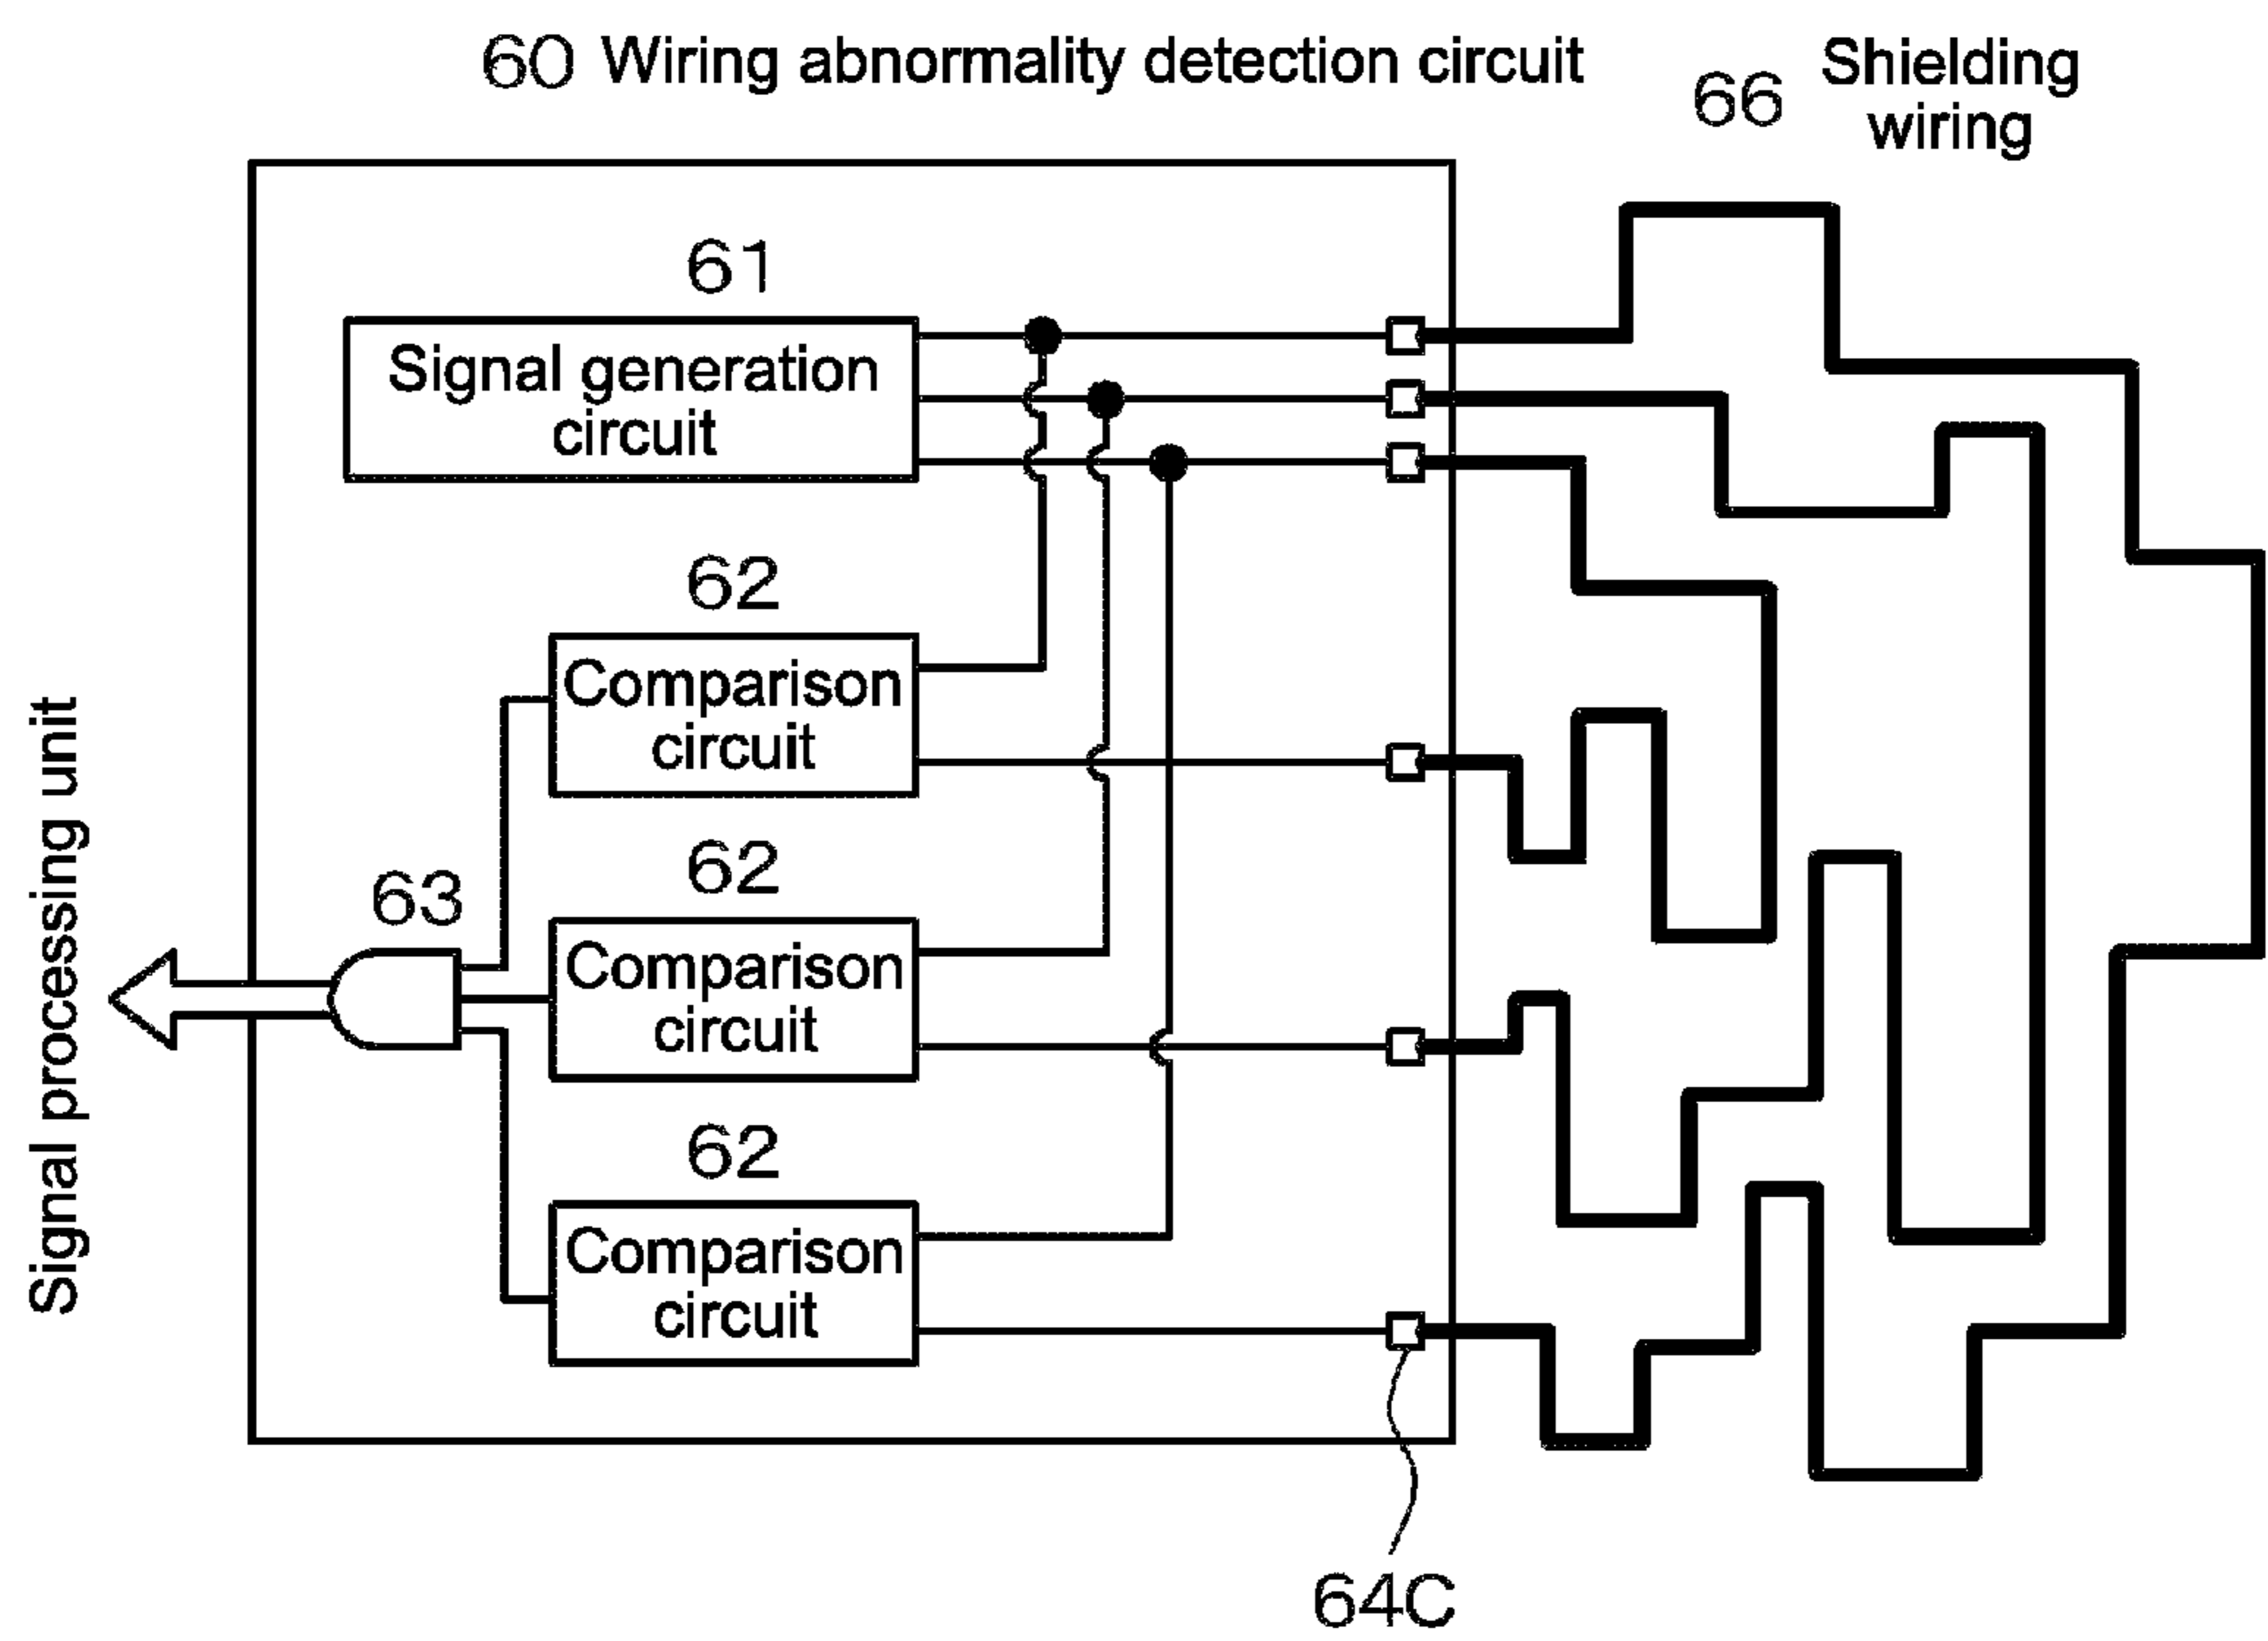 60 Wiring abnormality detection circuit
66 Shielding
wiring
61
Signal generation
circuit
62
Comparison
circuit
62
Comparison
circuit
63
62
Comparison
circuit
Signal processing unit
64C